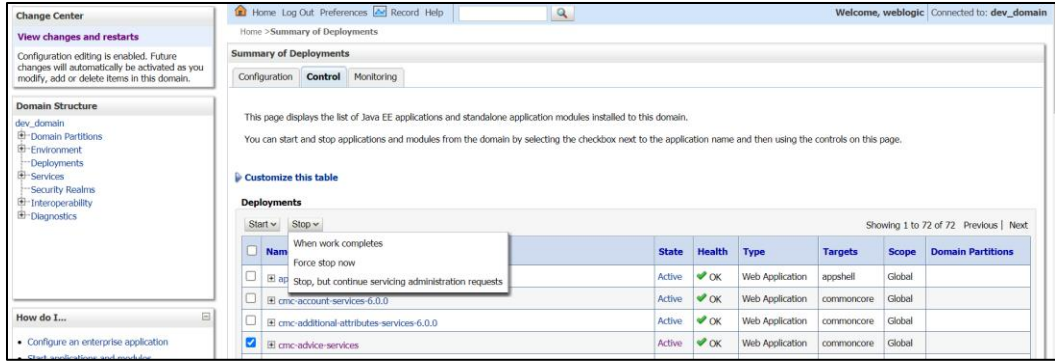 Change Center
View changes and restarts
Configuration editing is enabled. Future
changes will automatically be activated as you
modify, add or delete items in this domain.
Domain Structure
dev_domain
Domain Partitions
Environment
Deployments
Services
Security Realms
Interoperability
Diagnostics
How do I...
Configure an enterprise application
Start applications and modules
Home Log Out Preferences Record Help
Welcome, weblogic Connected to: dev_domain
Home >Summary of Deployments
Summary of Deployments
Configuration Control Monitoring
This page displays the list of Java EE applications and standalone application modules installed to this domain.
You can start and stop applications and modules from the domain by selecting the checkbox next to the application name and then using the controls on this page.
Customize this table
Deployments
Start Stop Showing 1 to 72 of 72 Previous | Next
When work completes
Force stop now
Stop, but continue servicing administration requests
State Health Type Targets Scope Domain Partitions
Active OK Web Application appshell Global
cmc-account-services-6.0.0 Active OK Web Application commoncore Global
cmc-additional-attributes-services-6.0.0 Active OK Web Application commoncore Global
cmc-advice-services Active OK Web Application commoncore Global